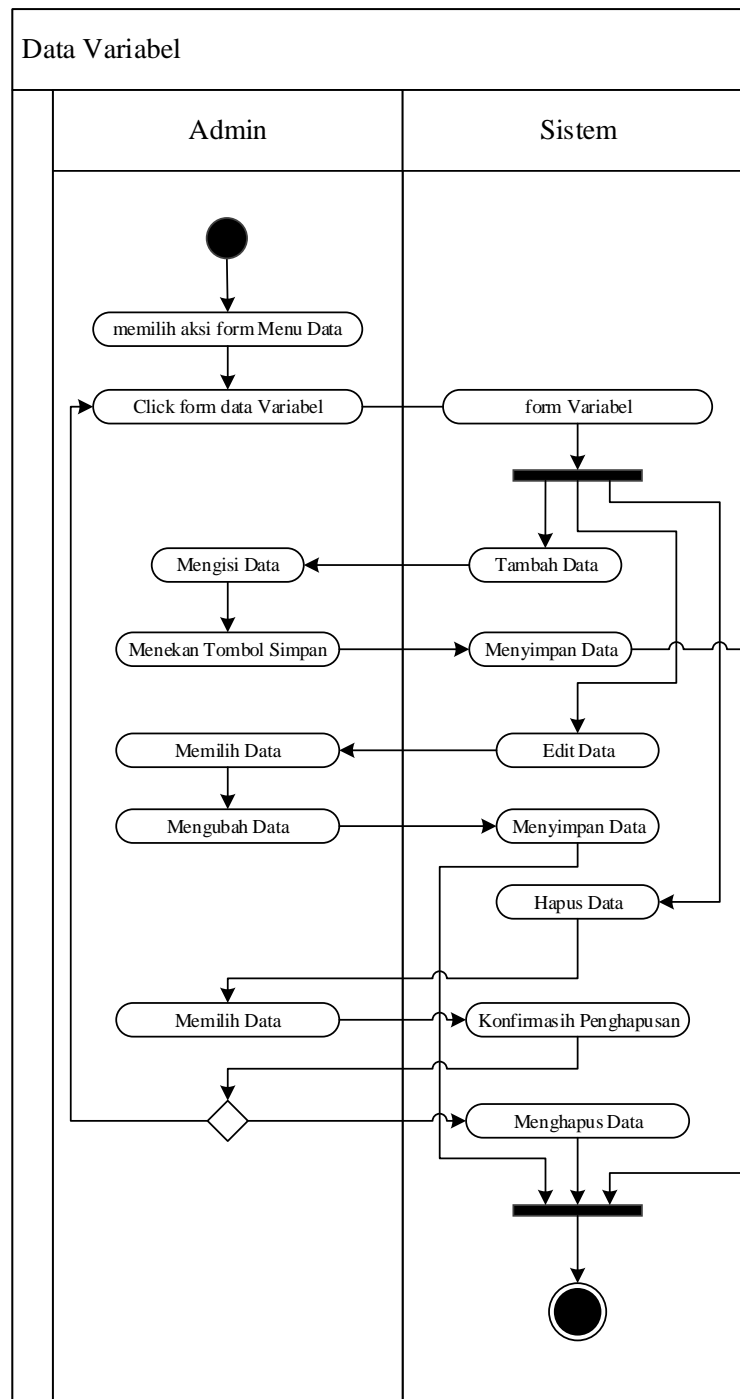 Data Variabel
Admin
Sistem
memilih aksi form Menu Data
Click form data Variabel
form Variabel
Mengisi Data
Tambah Data
Menekan Tombol Simpan
Menyimpan Data
Memilih Data
Edit Data
Mengubah Data
Menyimpan Data
Hapus Data
Memilih Data
Konfirmasih Penghapusan
Menghapus Data